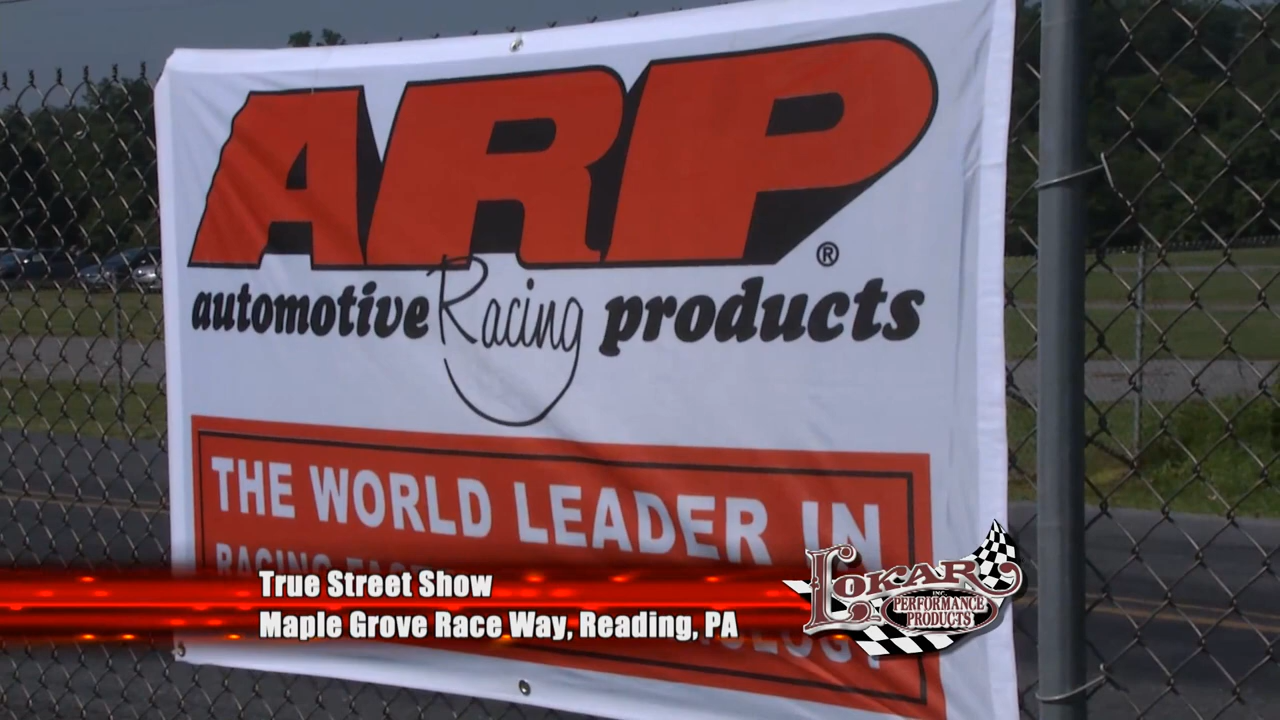 ARP®
automotive Racing products
THE WORLD LEADER IN
RACING
True Street Show
Maple Grove Race Way, Reading, PA
LOKAR INC.
PERFORMANCE
PRODUCTS